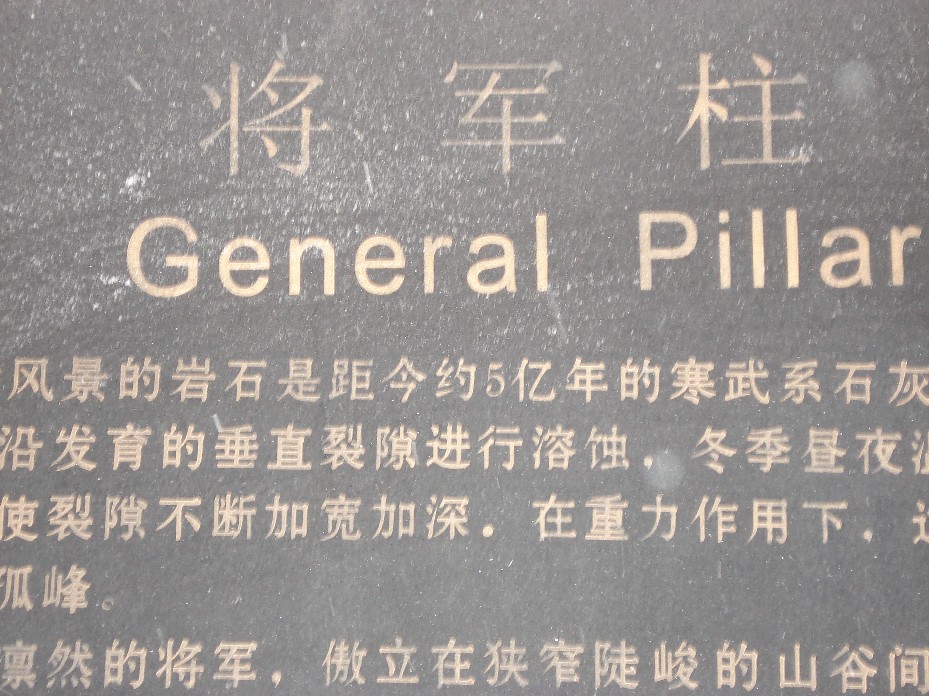 将军柱
General Pillar
风景的岩石是距今约5亿年的寒武系石灰
沿发育的垂直裂隙进行溶蚀，冬季昼夜温
使裂隙不断加宽加深．在重力作用下，这
孤峰。
凛然的将军，傲立在狭窄陡峻的山谷间